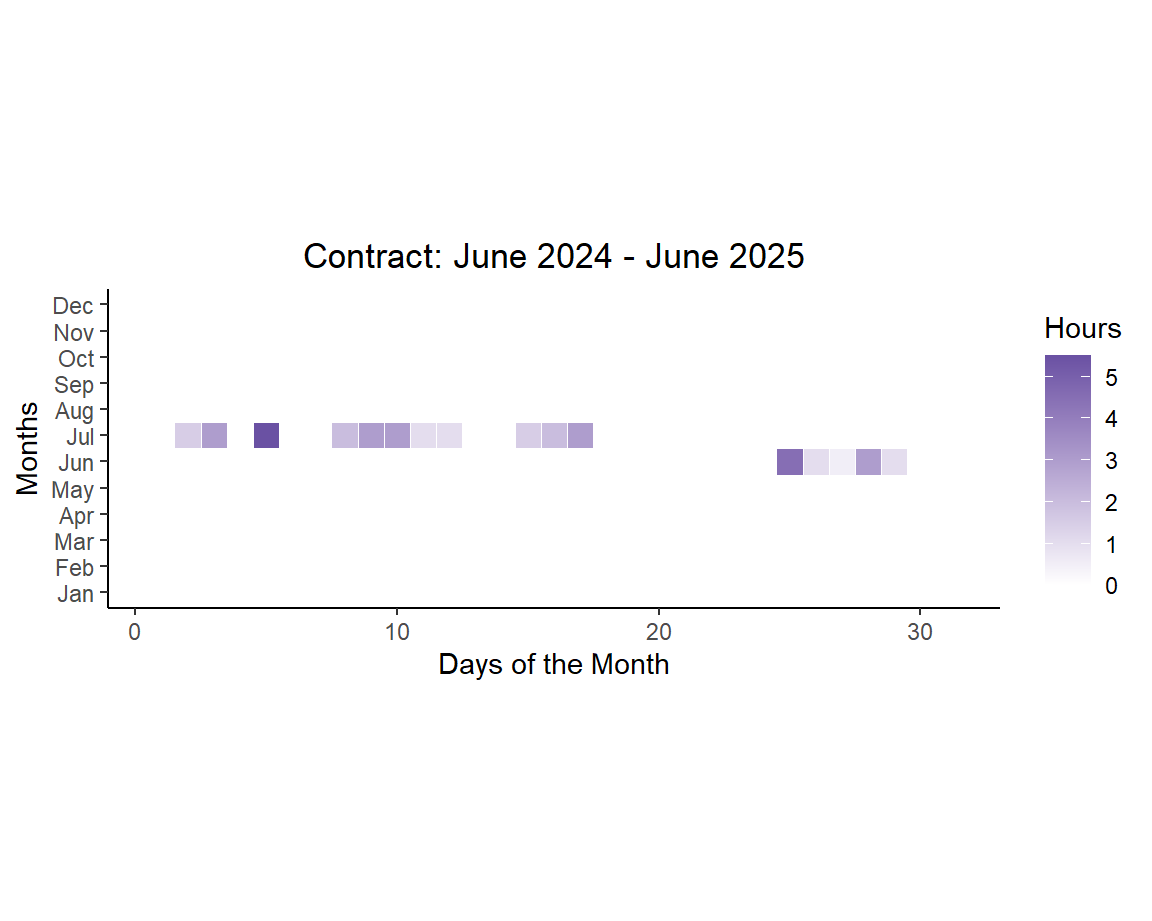 Contract: June 2024 - June 2025
Months
Dec
Nov
Oct
Sep
Aug
Jul
Jun
May
Apr
Mar
Feb
Jan
0 10 20 30
Days of the Month
Hours
5
4
3
2
1
0